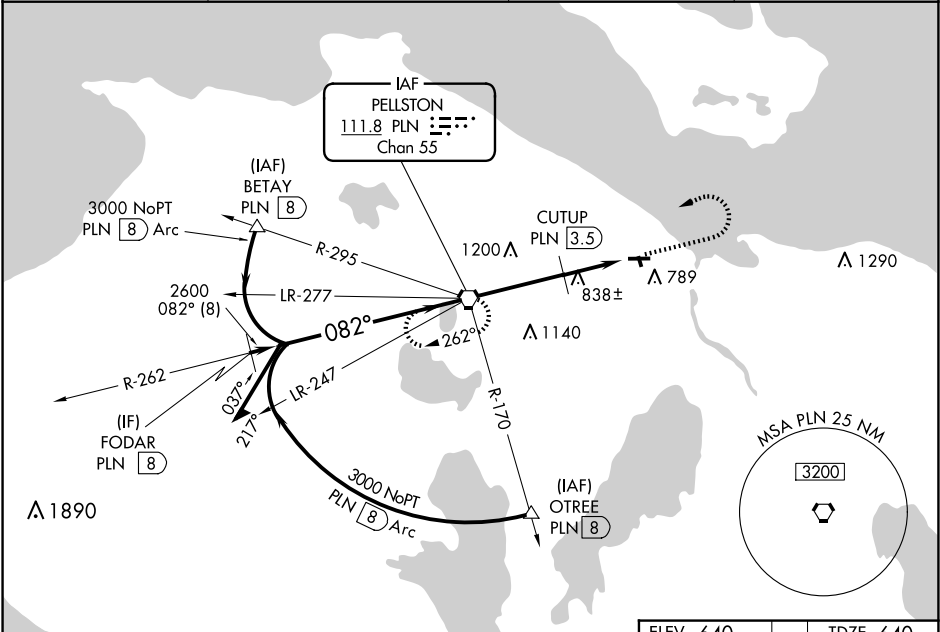 IAF
PELLSTON
111.8 PLN
Chan 55
(IAF)
BETAY
PLN 8
3000 NoPT
PLN 8 Arc
R-295
CUTUP
PLN 3.5
1200
838±
789
1290
2600
082° (8)
LR-277
082°
262°
1140
R-262
037°
217°
LR-247
R-170
(IF)
FODAR
PLN 8
MSA PLN 25 NM
3200
3000 NoPT
PLN 8 Arc
(IAF)
OTREE
PLN 8
1890
ELEV 640
TDZE 640